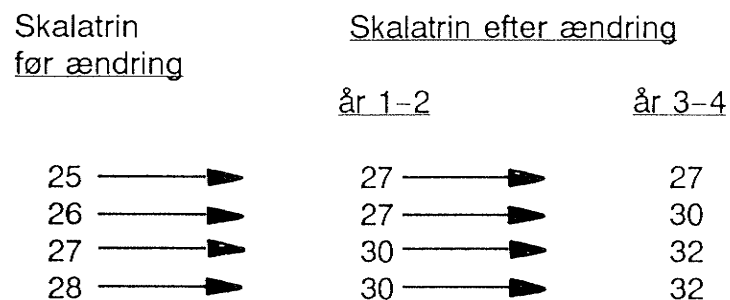 Skalatrin Skalatrin efter ændring
før ændring
år 1–2 år 3–4
25 27 27
26 27 30
27 30 32
28 30 32